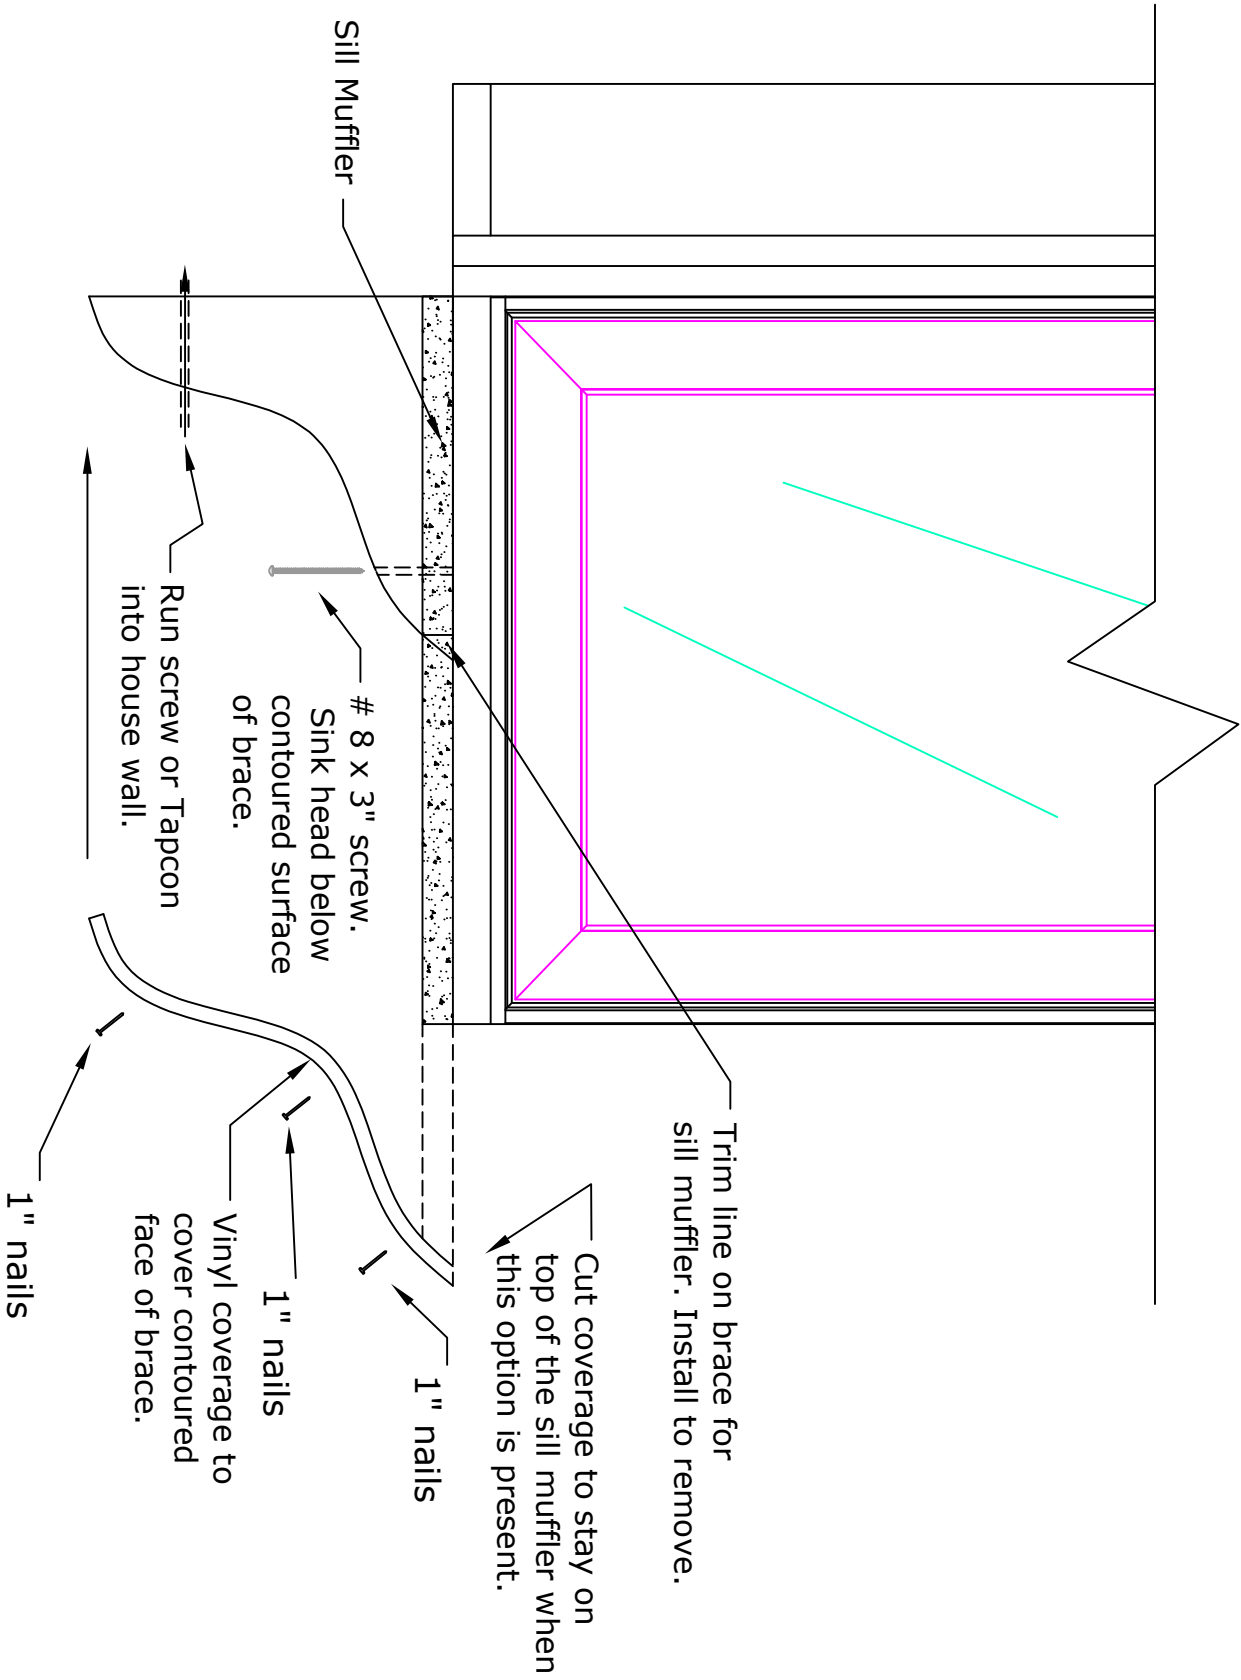 Sill Muffler
Trim line on brace for
sill muffler. Install to remove.
Cut coverage to stay on
top of the sill muffler when
this option is present.
# 8 x 3" screw.
Sink head below
contoured surface
of brace.
Run screw or Tapcon
into house wall.
1" nails
1" nails
Vinyl coverage to
cover contoured
face of brace.
1" nails